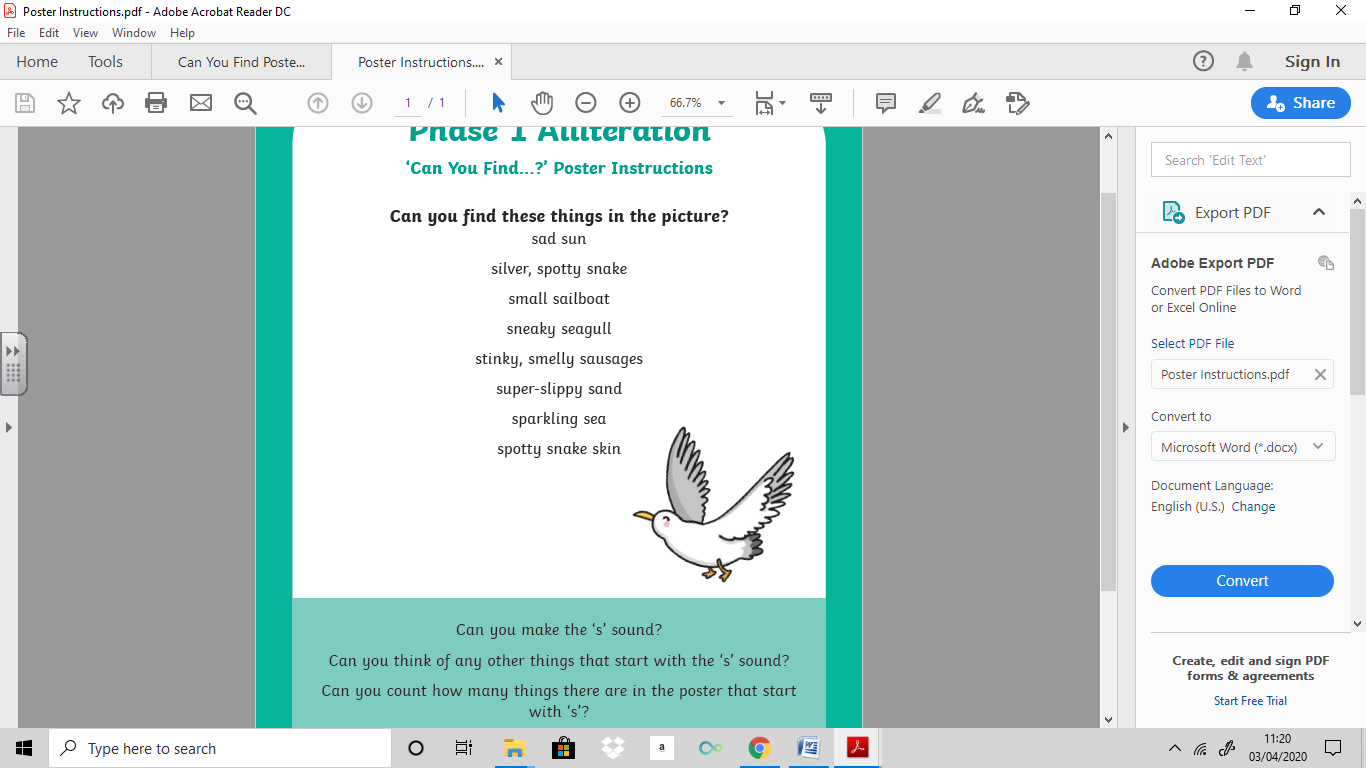 Poster Instructions.pdf - Adobe Acrobat Reader DC
File Edit View Window Help
Home Tools Can You Find Poste... Poster Instructions.... × Sign In
1 / 1 66.7% Share
Phase 1 Alliteration
‘Can You Find...?’ Poster Instructions
Can you find these things in the picture?
sad sun
silver, spotty snake
small sailboat
sneaky seagull
stinky, smelly sausages
super-slippy sand
sparkling sea
spotty snake skin
Can you make the ‘s’ sound?
Can you think of any other things that start with the ‘s’ sound?
Can you count how many things there are in the poster that start
with ‘s’?
Search 'Edit Text'
Export PDF
Adobe Export PDF
Convert PDF Files to Word
or Excel Online
Select PDF File
Poster Instructions.pdf
Convert to
Microsoft Word (*.docx)
Document Language:
English (U.S.) Change
Convert
Create, edit and sign PDF
forms & agreements
Start Free Trial
Type here to search
a
11:20
03/04/2020